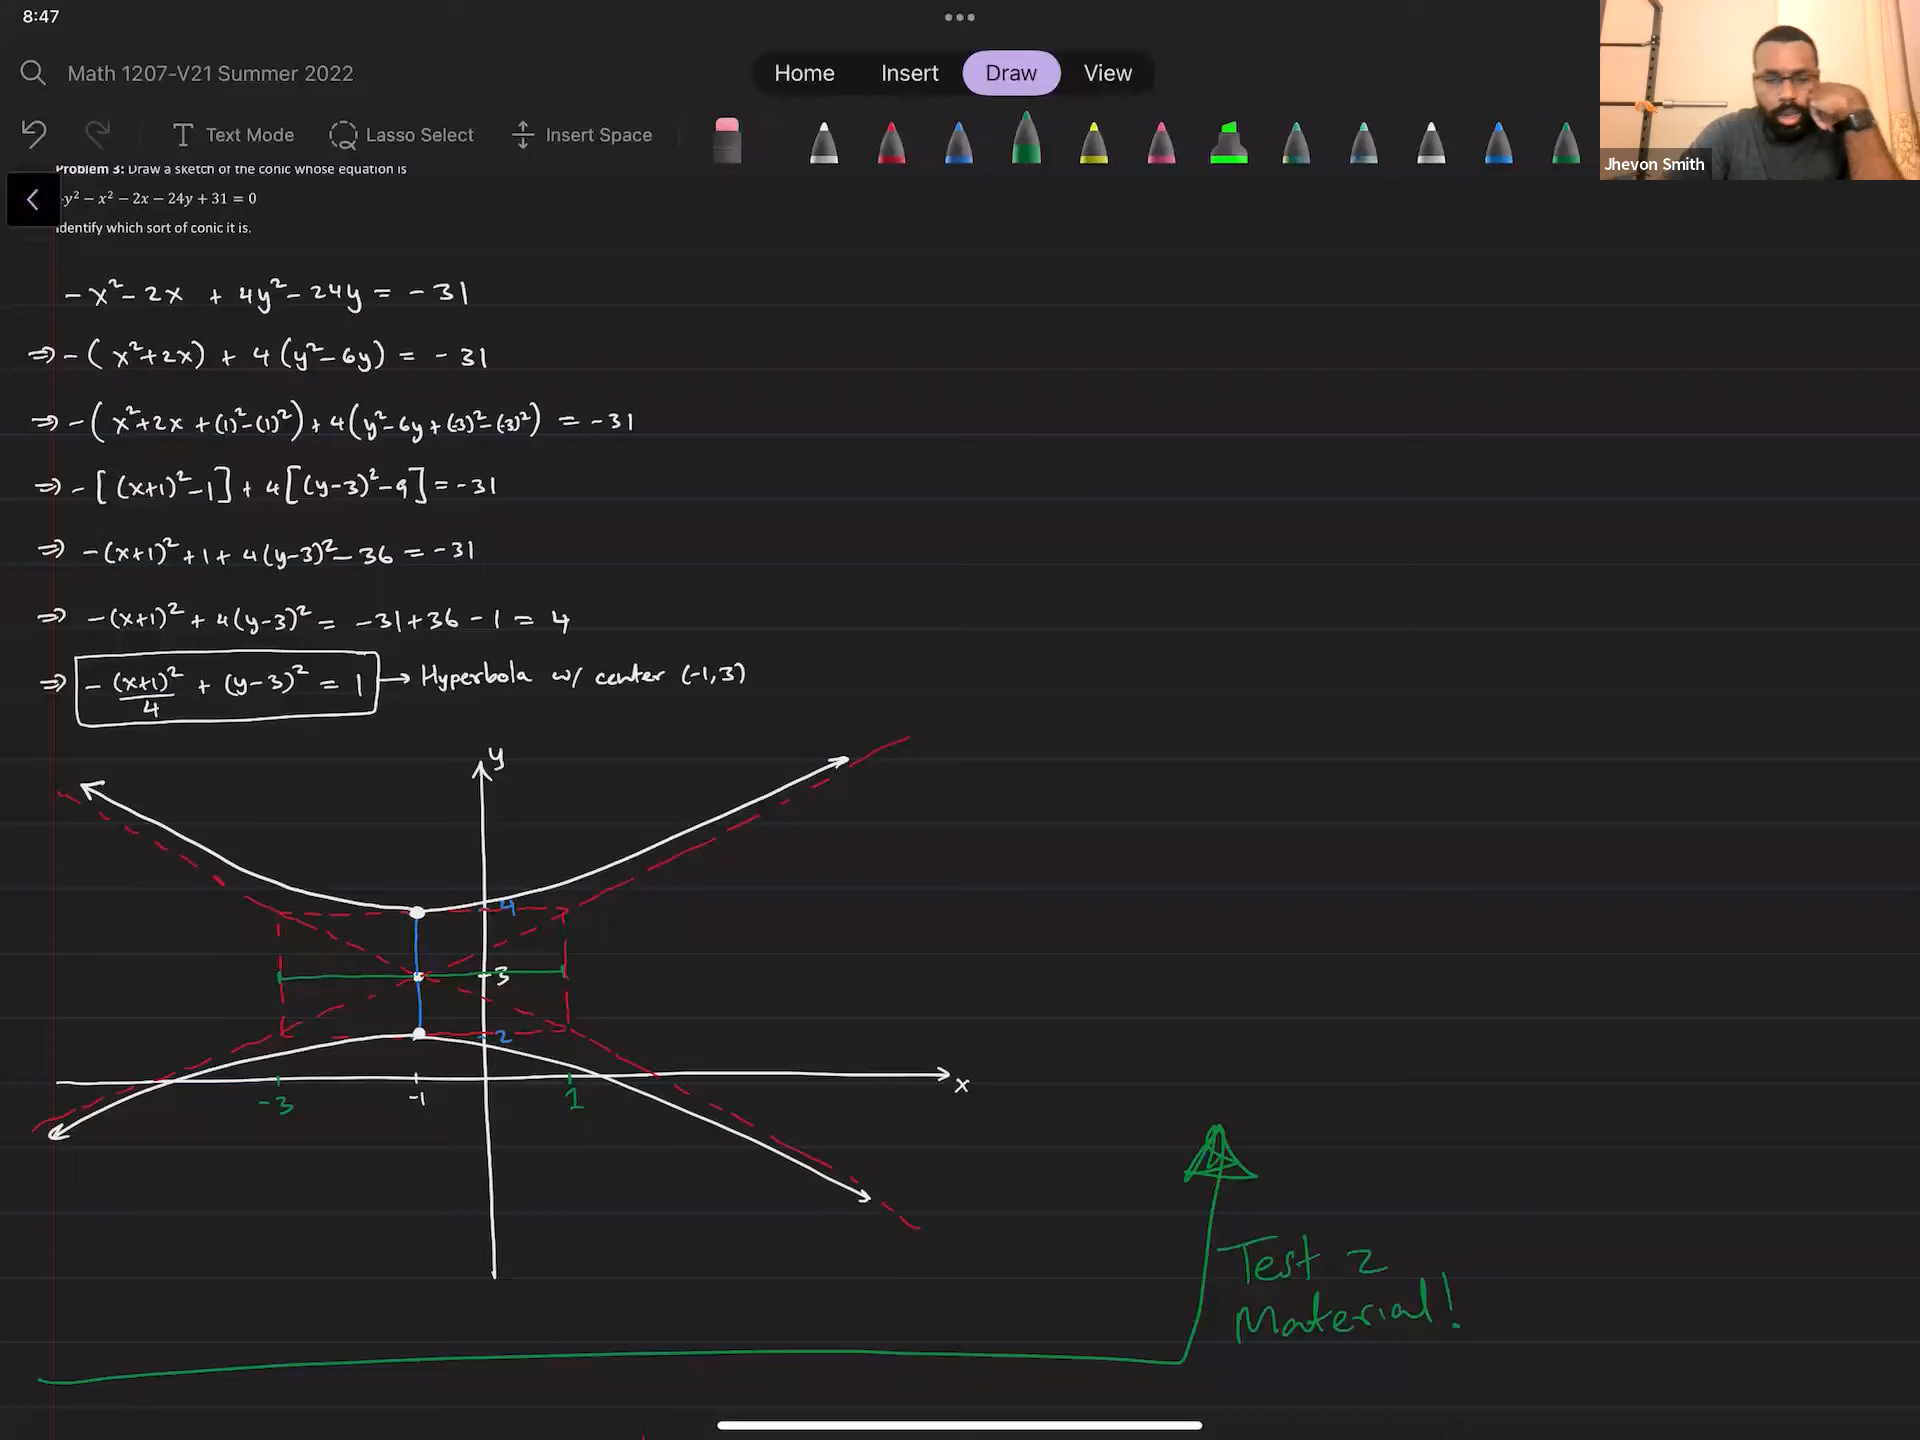 8:47
Math 1207-V21 Summer 2022
Home Insert Draw View
Text Mode Lasso Select Insert Space
Jhevon Smith
Problem 3: Draw a sketch of the conic whose equation is
y² − x² − 2x − 24y + 31 = 0
identify which sort of conic it is.
-x² - 2x + 4y² - 24y = -31
⇒ -(x²+2x) + 4(y²-6y) = -31
⇒ -(x²+2x+(1)²-(1)²) + 4(y²-6y+(-3)²-(-3)²) = -31
⇒ -[(x+1)²-1] + 4[(y-3)²-9] = -31
⇒ -(x+1)²+1+4(y-3)²-36 = -31
⇒ -(x+1)²+4(y-3)² = -31+36-1 = 4
⇒ -(x+1)²/4 + (y-3)² = 1 → Hyperbola w/ center (-1,3)
y
4
3
2
x
-3 -1 1
Test 2
Material!